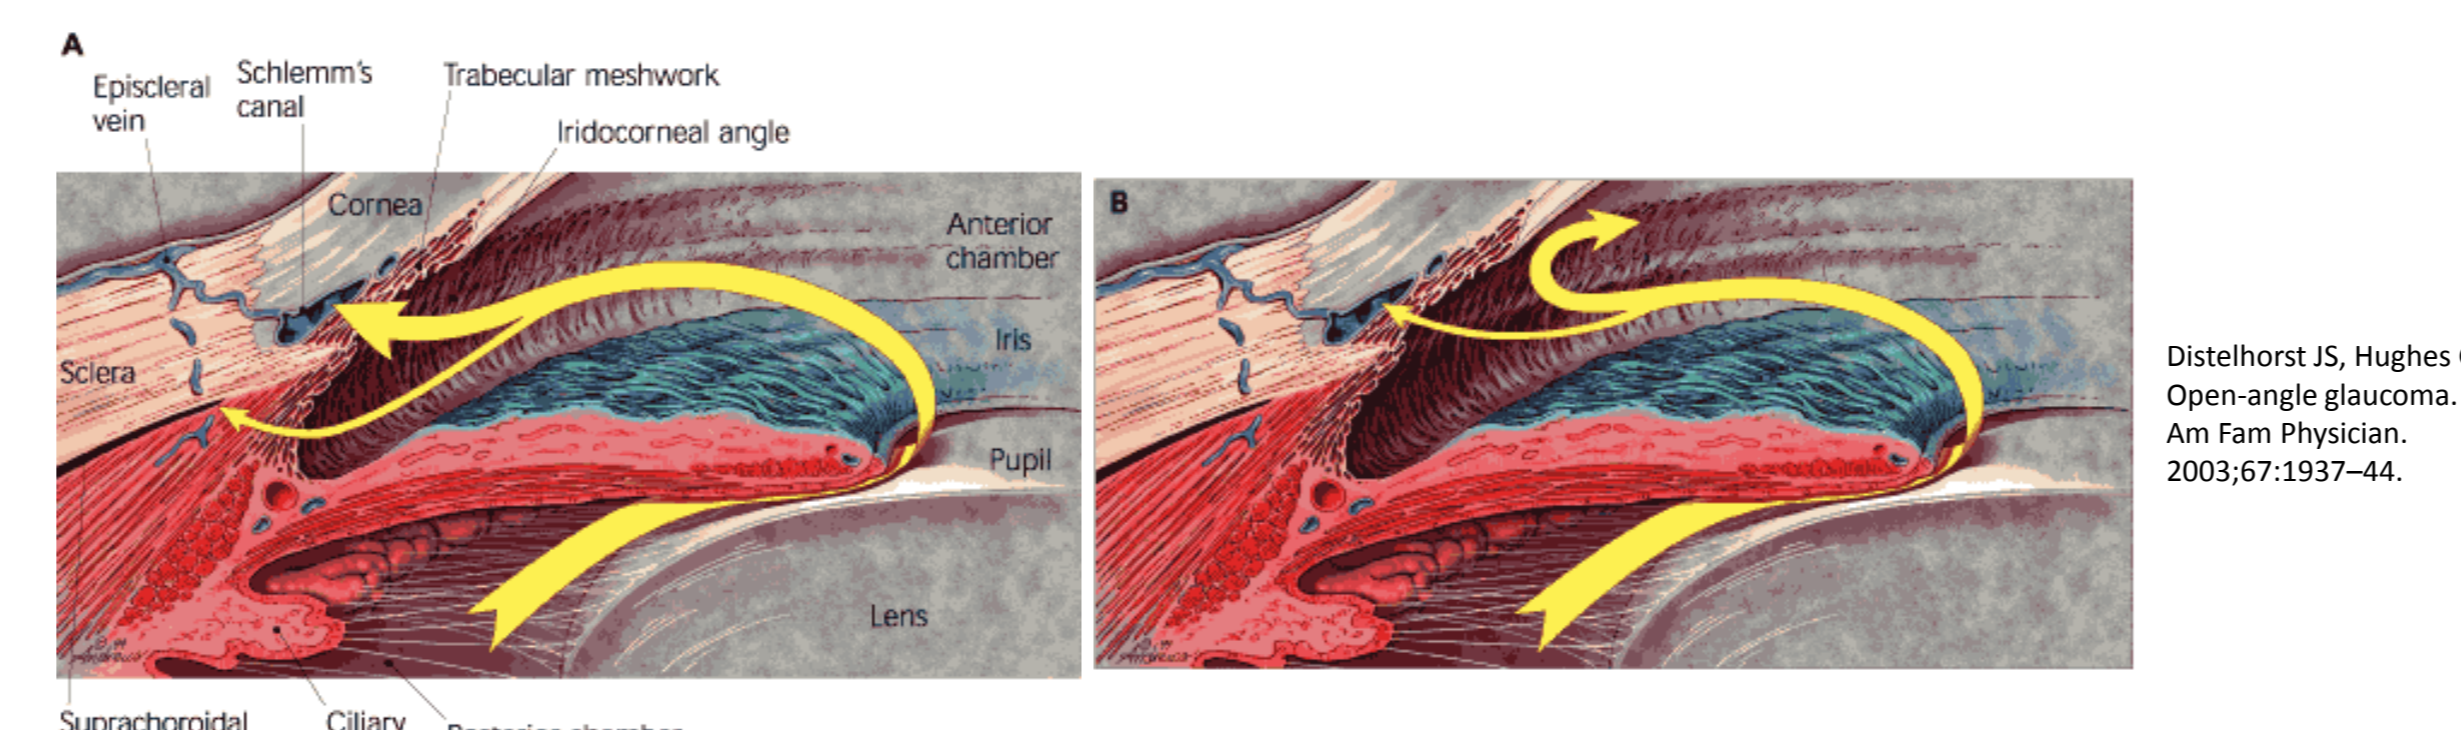 A
Episcleral
vein
Schlemm's
canal
Trabecular meshwork
Iridocorneal angle
Cornea
Anterior
chamber
Iris
Sclera
Pupil
Lens
Suprachoroidal
Ciliary
B
Distelhorst JS, Hughes
Open-angle glaucoma.
Am Fam Physician.
2003;67:1937–44.